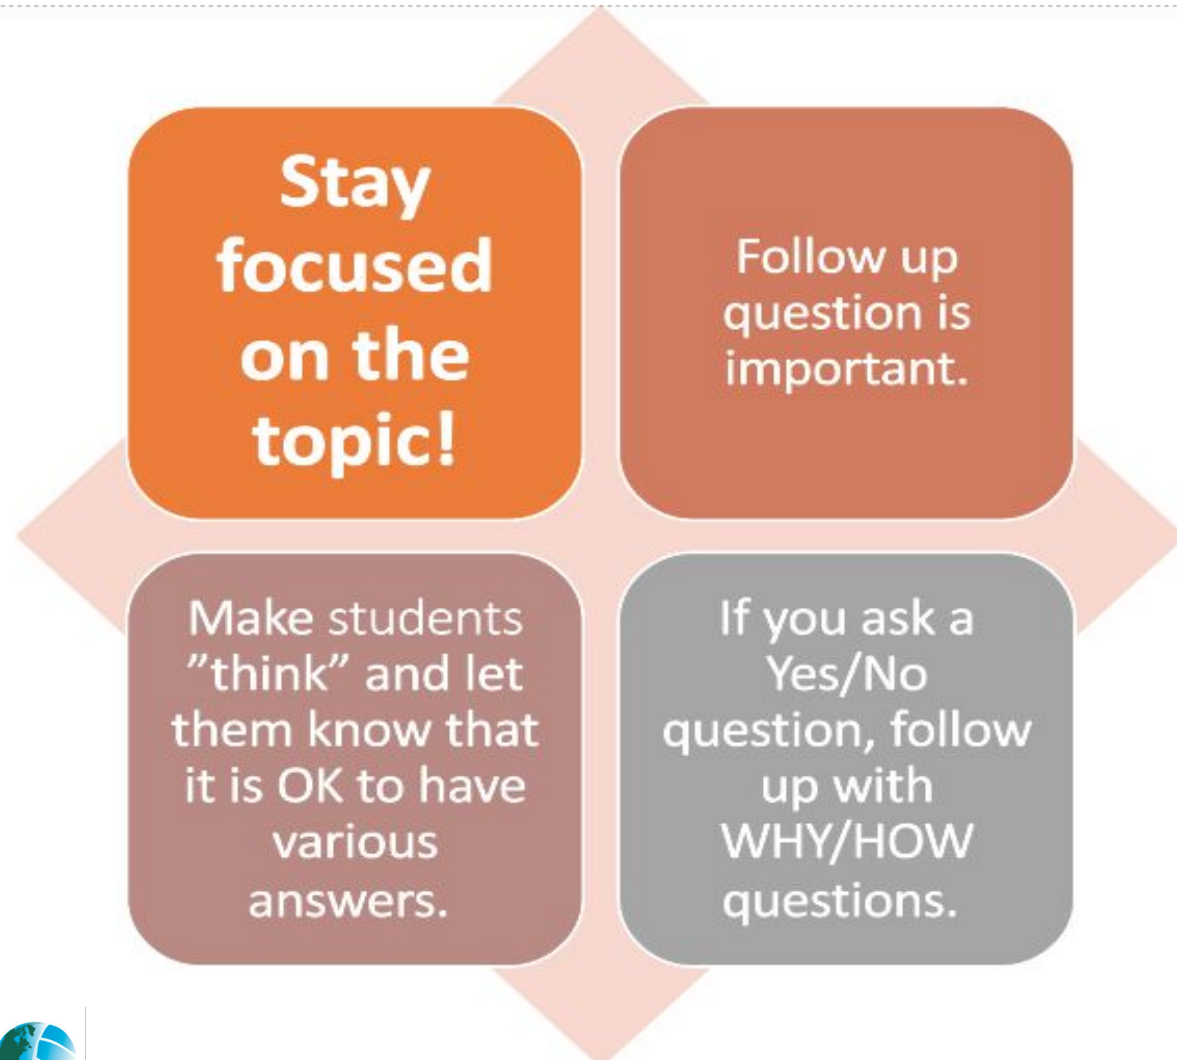 Stay
focused
on the
topic!
Follow up
question is
important.
Make students
”think” and let
them know that
it is OK to have
various
answers.
If you ask a
Yes/No
question, follow
up with
WHY/HOW
questions.